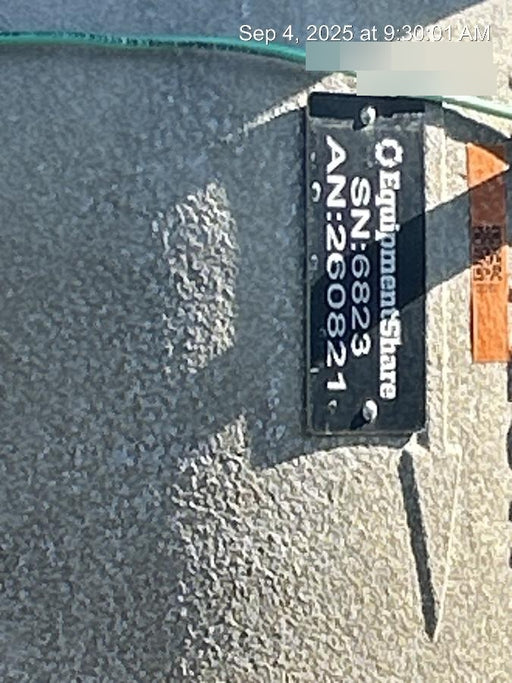 Sep 4, 2025 at 9:30:01 AM
EquipmentShare
SN:6823
AN:260821